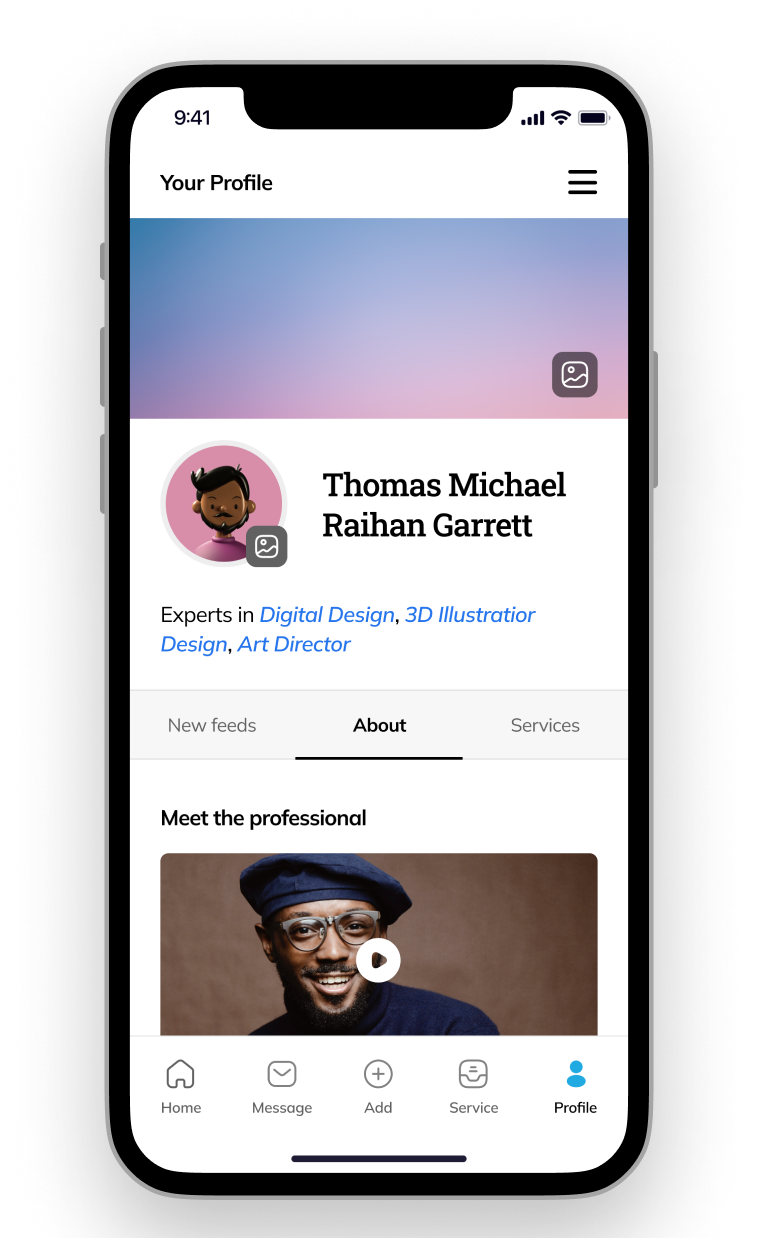 9:41
Your Profile
Thomas Michael
Raihan Garrett
Experts in Digital Design, 3D Illustratior
Design, Art Director
New feeds About Services
Meet the professional
Home Message Add Service Profile